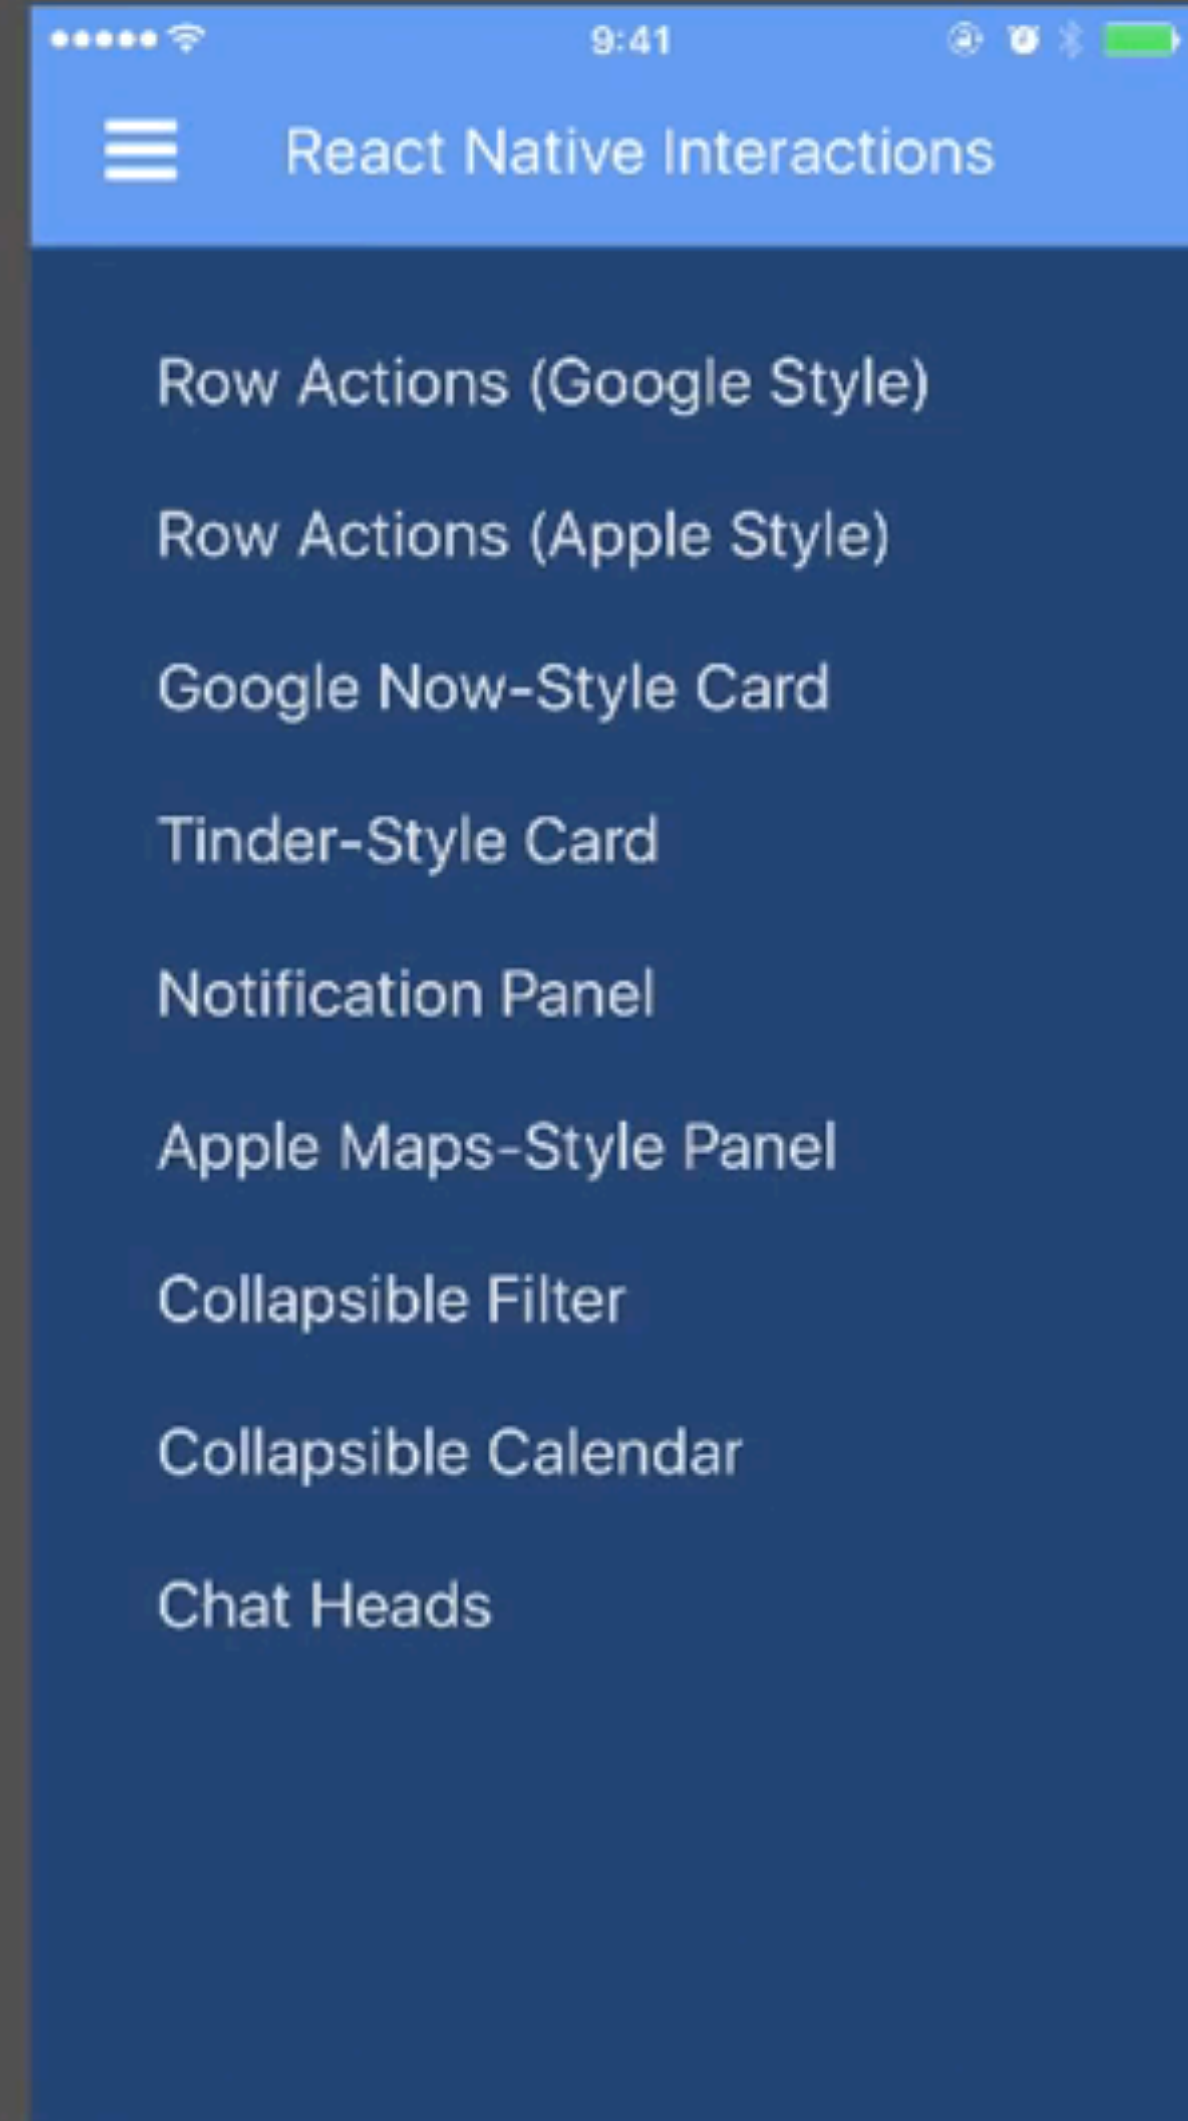 9:41
React Native Interactions
Row Actions (Google Style)
Row Actions (Apple Style)
Google Now-Style Card
Tinder-Style Card
Notification Panel
Apple Maps-Style Panel
Collapsible Filter
Collapsible Calendar
Chat Heads